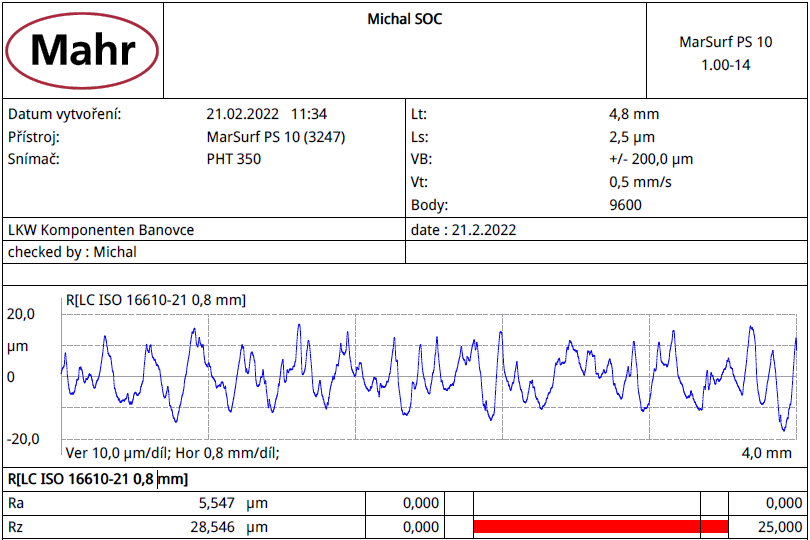 Mahr
Michal SOC
MarSurf PS 10
1.00-14
Datum vytvoření: 21.02.2022 11:34
Přístroj: MarSurf PS 10 (3247)
Snímač: PHT 350
Lt: 4,8 mm
Ls: 2,5 µm
VB: +/- 200,0 µm
Vt: 0,5 mm/s
Body: 9600
LKW Komponenten Banovce
date : 21.2.2022
checked by : Michal
R[LC ISO 16610-21 0,8 mm]
20,0
µm
0
-20,0
Ver 10,0 µm/díl; Hor 0,8 mm/díl; 4,0 mm
R[LC ISO 16610-21 0,8 mm]
Ra 5,547 µm 0,000 0,000
Rz 28,546 µm 0,000 25,000